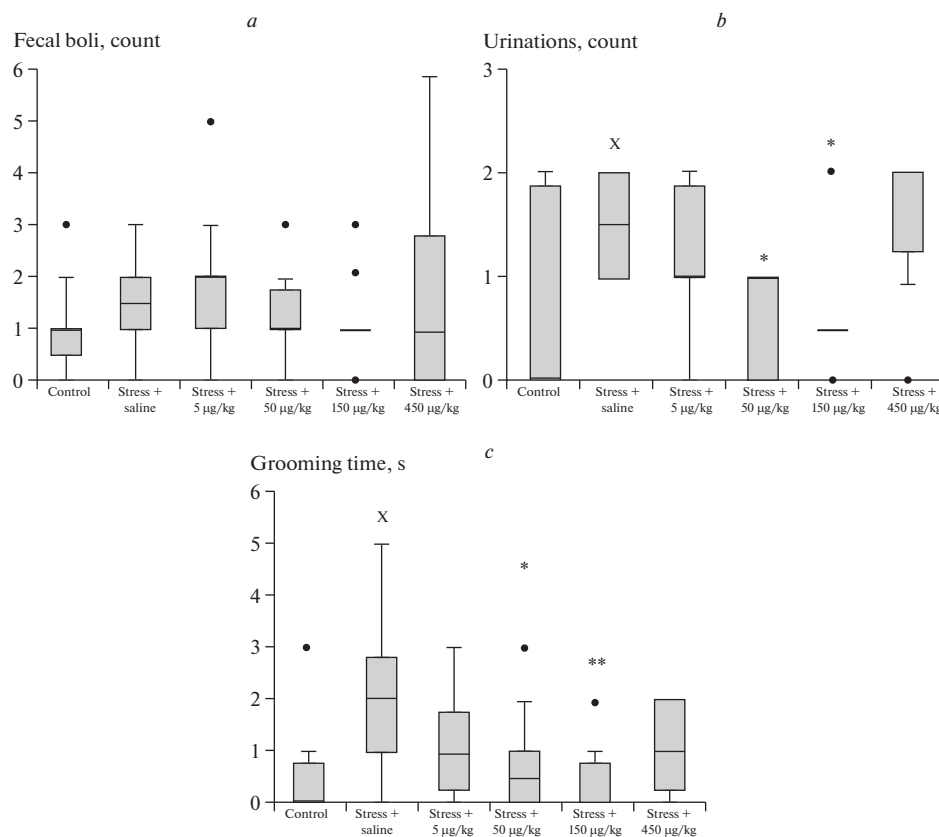 a
Fecal boli, count
6
5
4
3
2
1
0
Control
Stress +
saline
Stress +
5 µg/kg
Stress +
50 µg/kg
Stress +
150 µg/kg
Stress +
450 µg/kg
b
Urinations, count
3
2
1
0
X
*
*
Control
Stress +
saline
Stress +
5 µg/kg
Stress +
50 µg/kg
Stress +
150 µg/kg
Stress +
450 µg/kg
c
Grooming time, s
6
5
4
3
2
1
0
X
*
**
Control
Stress +
saline
Stress +
5 µg/kg
Stress +
50 µg/kg
Stress +
150 µg/kg
Stress +
450 µg/kg